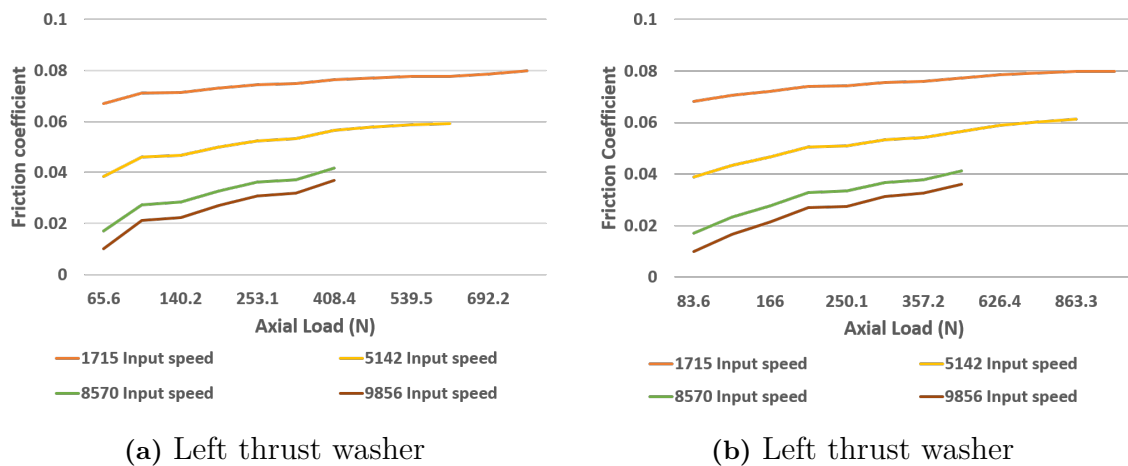 (a)
0.1
0.08
0.06
0.04
0.02
0
Friction coefficient
65.6 140.2 253.1 408.4 539.5 692.2
Axial Load (N)
1715 Input speed 5142 Input speed
8570 Input speed 9856 Input speed
(a) Left thrust washer
(b)
0.1
0.08
0.06
0.04
0.02
0
Friction Coefficient
83.6 166 250.1 357.2 626.4 863.3
Axial Load (N)
1715 Input speed 5142 Input speed
8570 Input speed 9856 Input speed
(b) Left thrust washer